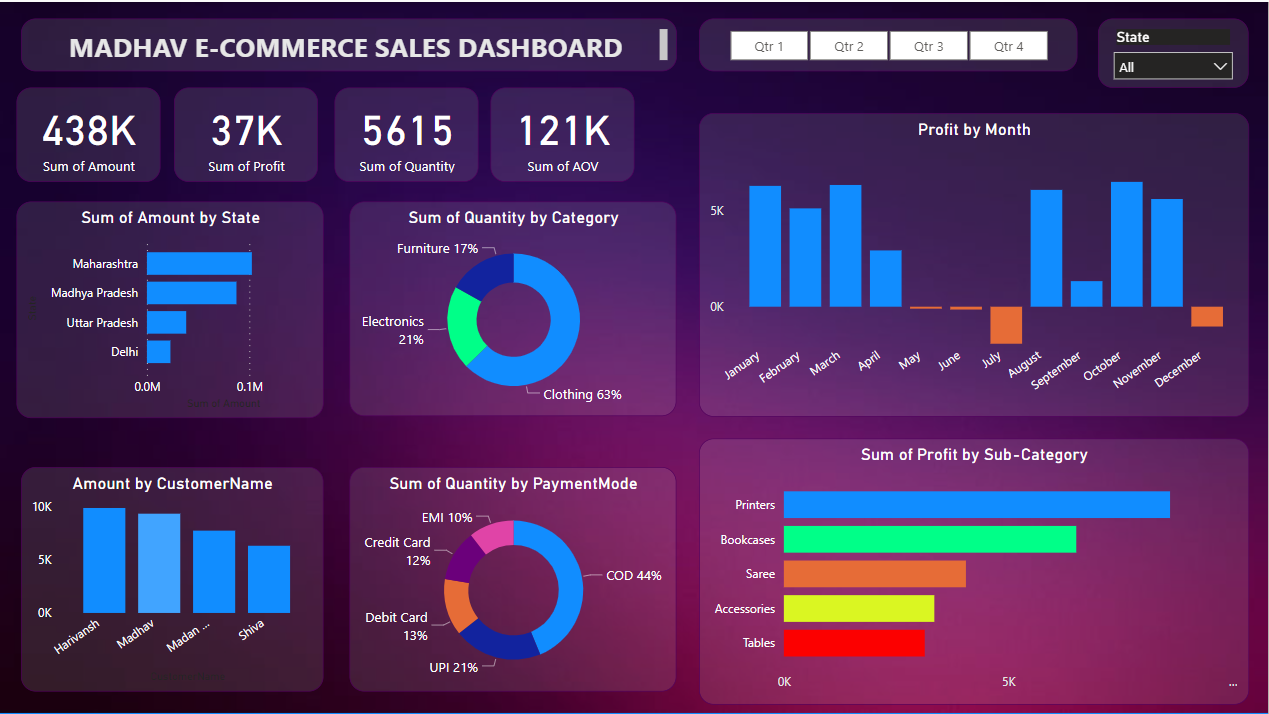 MADHAV E-COMMERCE SALES DASHBOARD
Qtr 1
Qtr 2
Qtr 3
Qtr 4
State
All
438K
Sum of Amount
37K
Sum of Profit
5615
Sum of Quantity
121K
Sum of AOV
Sum of Amount by State
Maharashtra
Madhya Pradesh
Uttar Pradesh
Delhi
0.0M
0.1M
Sum of Amount
Sum of Quantity by Category
Furniture 17%
Electronics
21%
Clothing 63%
Profit by Month
5K
0K
January
February
March
April
May
June
July
August
September
October
November
December
Amount by CustomerName
10K
5K
0K
Harivansh
Madhav
Madan ...
Shiva
Sum of Quantity by PaymentMode
EMI 10%
Credit Card
12%
COD 44%
Debit Card
13%
UPI 21%
Sum of Profit by Sub-Category
Printers
Bookcases
Saree
Accessories
Tables
0K
5K
...